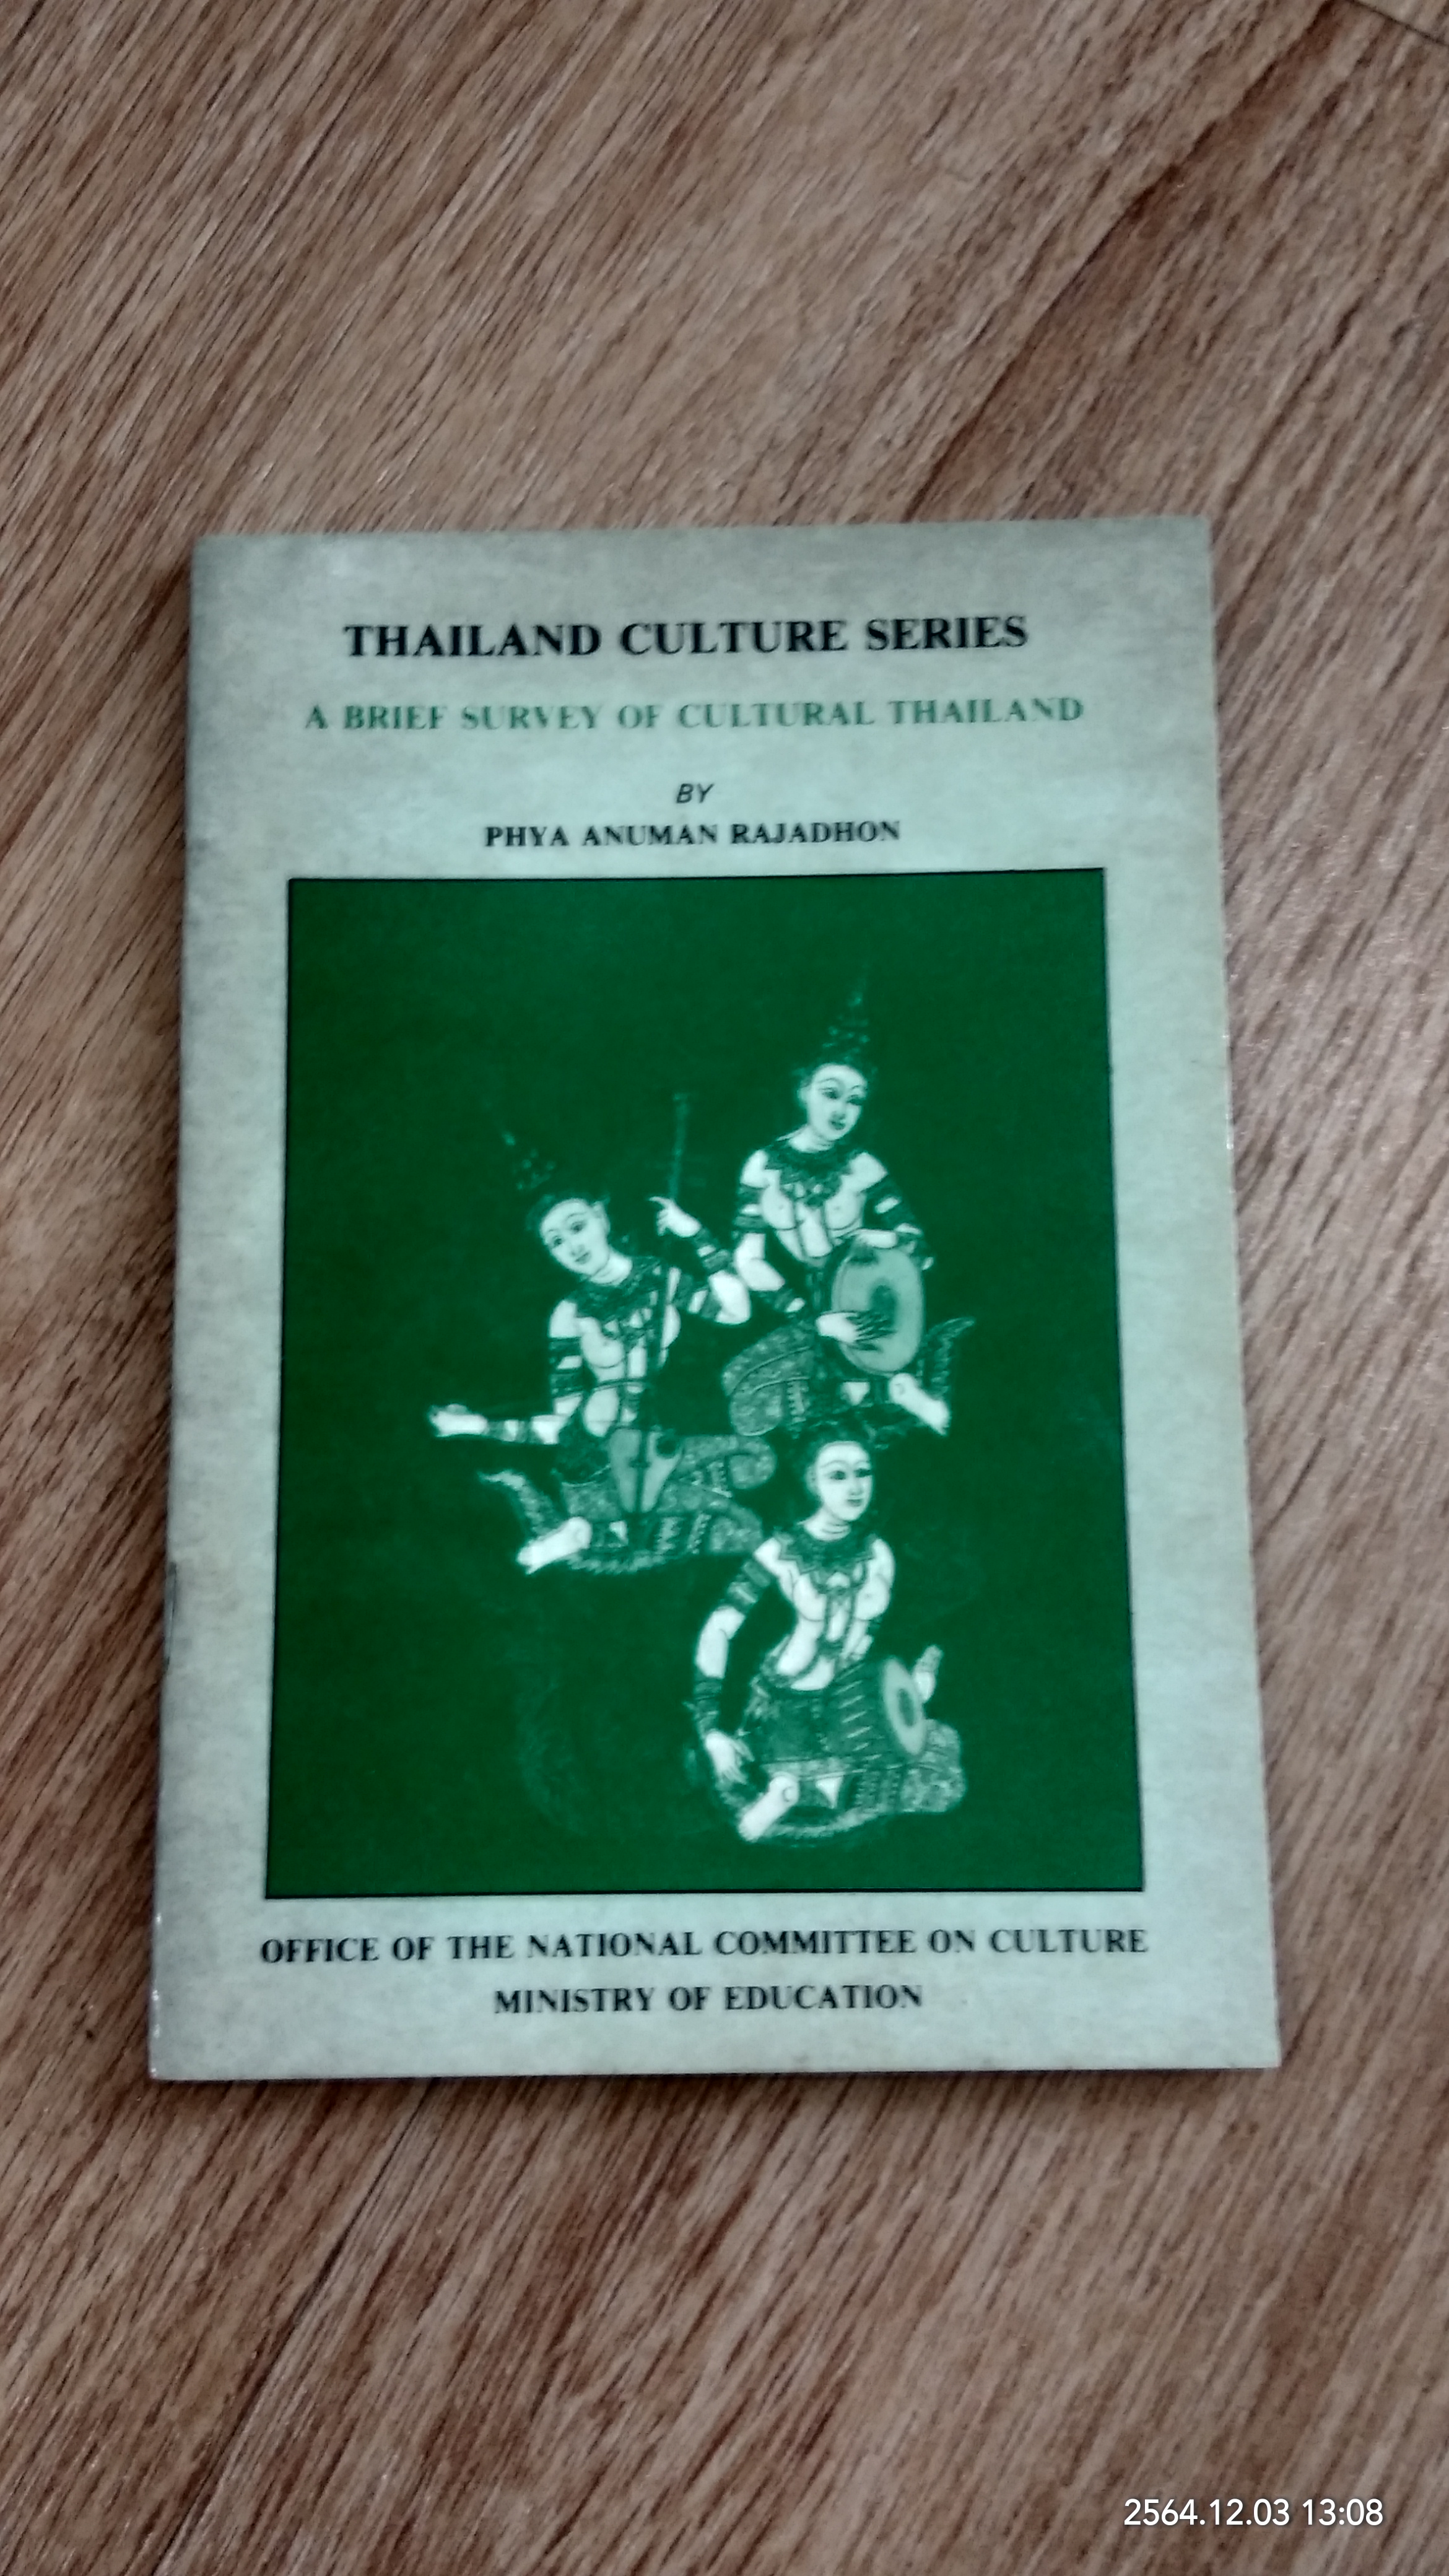 THAILAND CULTURE SERIES
A BRIEF SURVEY OF CULTURAL THAILAND
BY
PHYA ANUMAN RAJADHON
OFFICE OF THE NATIONAL COMMITTEE ON CULTURE
MINISTRY OF EDUCATION
2564.12.03 13:08